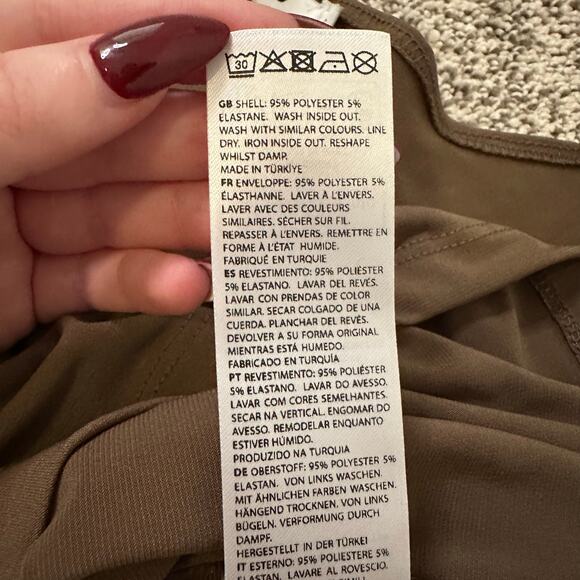 30
GB SHELL: 95% POLYESTER 5%
ELASTANE. WASH INSIDE OUT.
WASH WITH SIMILAR COLOURS. LINE
DRY. IRON INSIDE OUT. RESHAPE
WHILST DAMP.
MADE IN TÜRKİYE
FR ENVELOPPE: 95% POLYESTER 5%
ÉLASTHANNE. LAVER À L'ENVERS.
LAVER AVEC DES COULEURS
SIMILAIRES. SÉCHER SUR FIL.
REPASSER À L'ENVERS. REMETTRE EN
FORME À L'ÉTAT HUMIDE.
FABRIQUÉ EN TURQUIE
ES REVESTIMIENTO: 95% POLIÉSTER
5% ELASTANO. LAVAR DEL REVÉS.
LAVAR CON PRENDAS DE COLOR
SIMILAR. SECAR COLGADO DE UNA
CUERDA. PLANCHAR DEL REVÉS.
DEVOLVER A SU FORMA ORIGINAL
MIENTRAS ESTÁ HUMEDO.
FABRICADO EN TURQUÍA
PT REVESTIMENTO: 95% POLIÉSTER
5% ELASTANO. LAVAR DO AVESSO.
LAVAR COM CORES SEMELHANTES.
SECAR NA VERTICAL. ENGOMAR DO
AVESSO. REMODELAR ENQUANTO
ESTIVER HÚMIDO.
PRODUZIDO NA TURQUIA
DE OBERSTOFF: 95% POLYESTER 5%
ELASTAN. VON LINKS WASCHEN.
MIT ÄHNLICHEN FARBEN WASCHEN.
HÄNGEND TROCKNEN. VON LINKS
BÜGELN. VERFORMUNG DURCH
DAMPF.
HERGESTELLT IN DER TÜRKEI
IT ESTERNO: 95% POLIESTERE 5%
ELASTAN. LAVARE AL ROVESCIO.